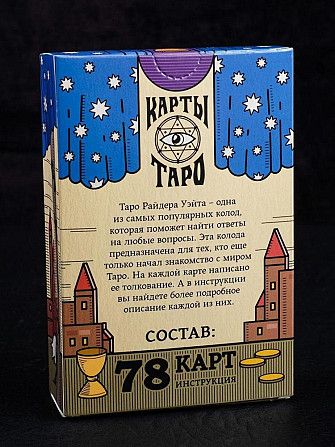 КАРТЫ
ТАРО
Таро Райдера Уэйта – одна
из самых популярных колод,
которая поможет найти ответы
на любые вопросы. Эта колода
предназначена для тех, кто еще
только начал знакомство с миром
Таро. На каждой карте написано
ее толкование. А в инструкции
вы найдете более подробное
описание каждой из них.
СОСТАВ:
78 КАРТ
ИНСТРУКЦИЯ